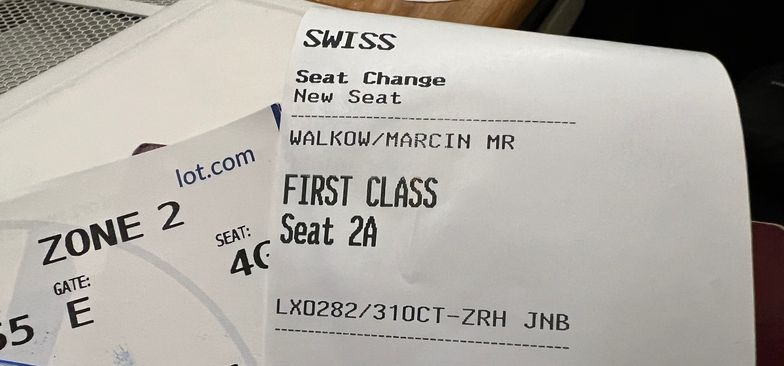 SWISS
Seat Change
New Seat
WALKOW/MARCIN MR
FIRST CLASS
Seat 2A
LX0282/31OCT-ZRH JNB
lot.com
ZONE 2
SEAT:
GATE:
E